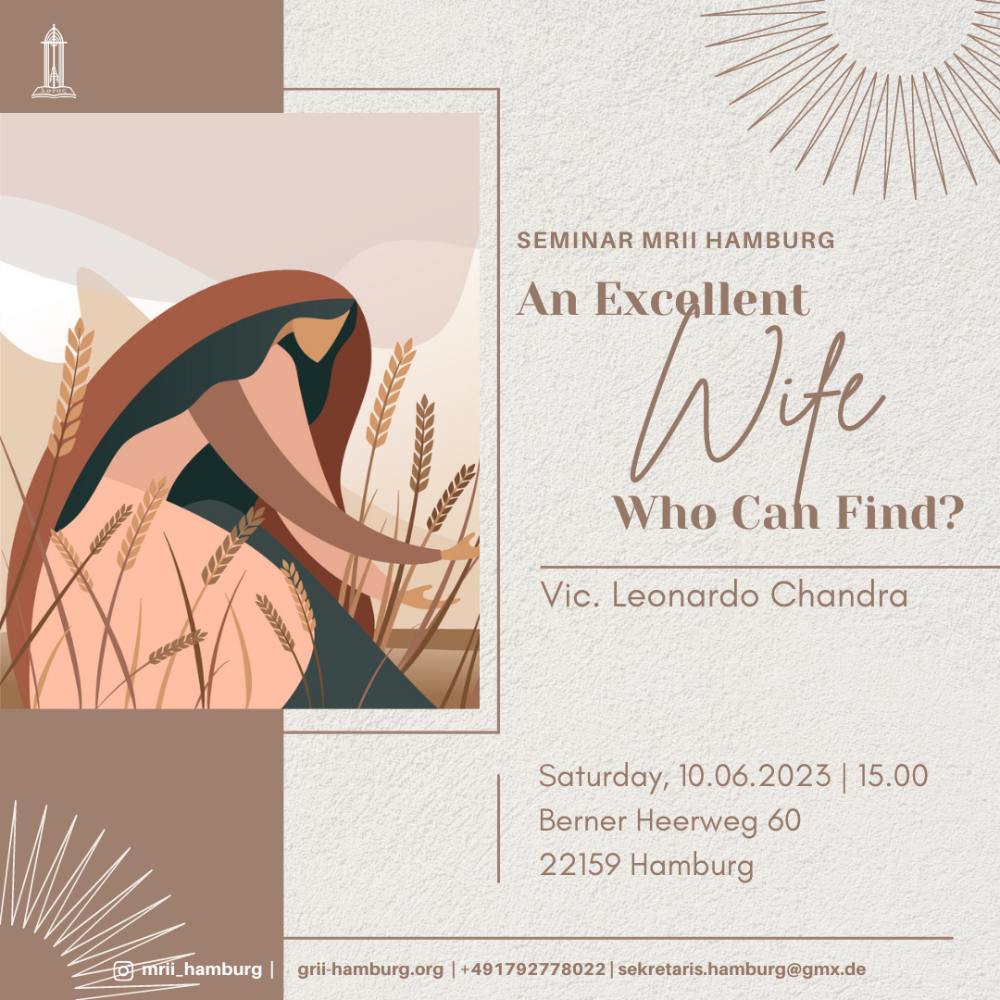 ΛΟΓΟΣ
SEMINAR MRII HAMBURG
An Excellent
Wife
Who Can Find?
Vic. Leonardo Chandra
Saturday, 10.06.2023 | 15.00
Berner Heerweg 60
22159 Hamburg
mrii_hamburg | grii-hamburg.org | +491792778022 | sekretaris.hamburg@gmx.de